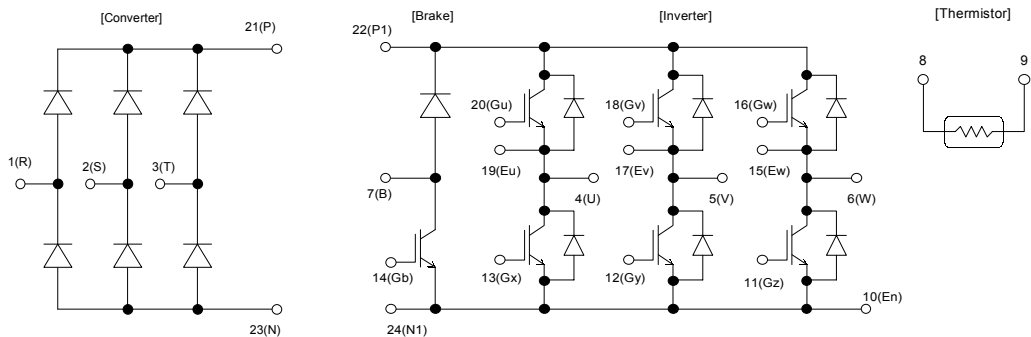 [Converter]
[Brake]
[Inverter]
[Thermistor]
21(P)
22(P1)
8
9
20(Gu)
18(Gv)
16(Gw)
1(R)
2(S)
3(T)
19(Eu)
17(Ev)
15(Ew)
7(B)
4(U)
5(V)
6(W)
14(Gb)
13(Gx)
12(Gy)
11(Gz)
23(N)
24(N1)
10(En)